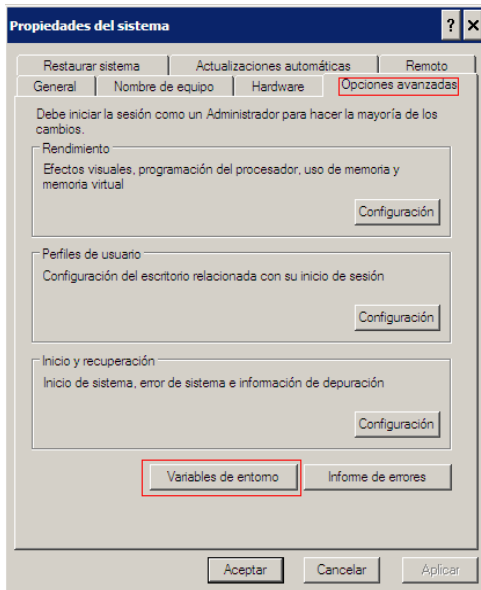 Propiedades del sistema ? ×
Restaurar sistema Actualizaciones automáticas Remoto
General Nombre de equipo Hardware Opciones avanzadas
Debe iniciar la sesión como un Administrador para hacer la mayoría de los
cambios.
Rendimiento
Efectos visuales, programación del procesador, uso de memoria y
memoria virtual
Configuración
Perfiles de usuario
Configuración del escritorio relacionada con su inicio de sesión
Configuración
Inicio y recuperación
Inicio de sistema, error de sistema e información de depuración
Configuración
Variables de entorno Informe de errores
Aceptar Cancelar Aplicar